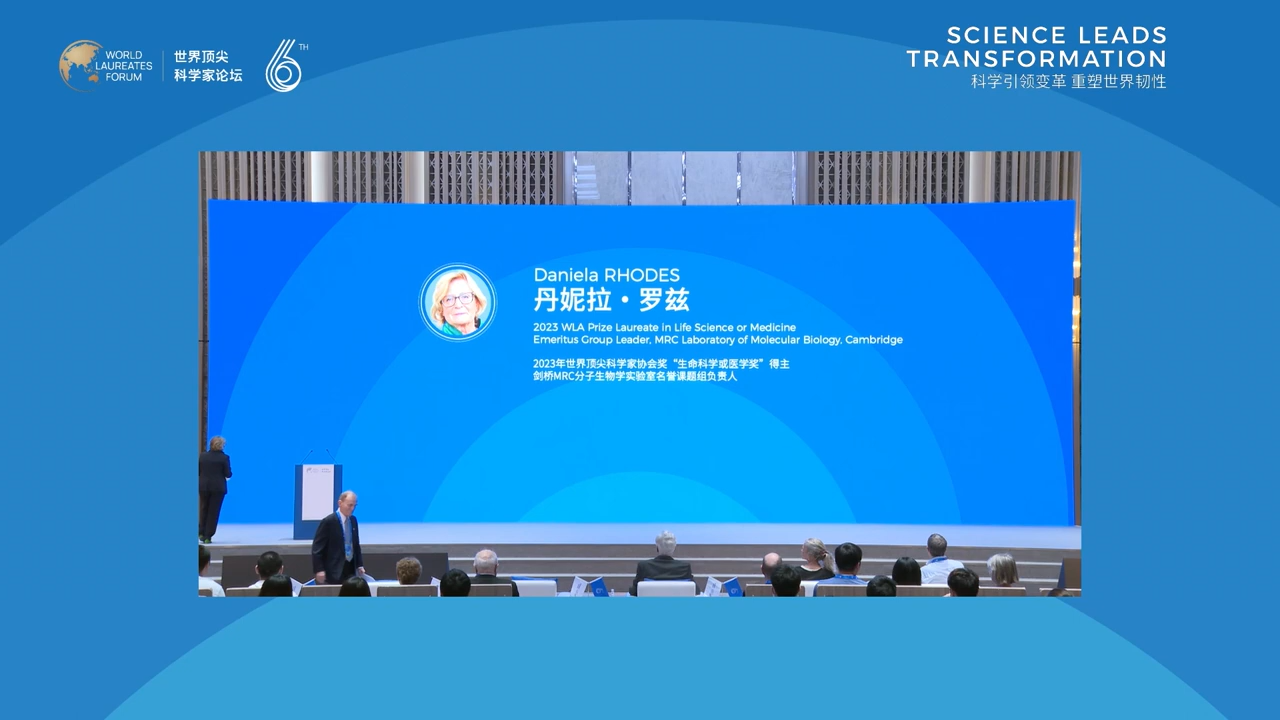 WORLD
LAUREATES
FORUM
世界顶尖
科学家论坛
6TH
SCIENCE LEADS
TRANSFORMATION
科学引领变革 重塑世界韧性
Daniela RHODES
丹妮拉·罗兹
2023 WLA Prize Laureate in Life Science or Medicine
Emeritus Group Leader, MRC Laboratory of Molecular Biology, Cambridge
2023年世界顶尖科学家协会奖“生命科学或医学奖”得主
剑桥MRC分子生物学实验室名誉课题组负责人